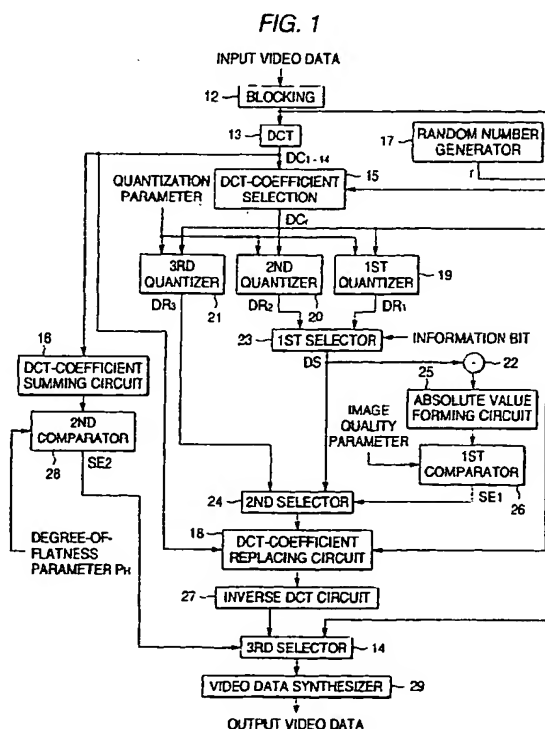 FIG. 1
INPUT VIDEO DATA
12
BLOCKING
13
DCT
17
RANDOM NUMBER
GENERATOR
r
DC1-14
QUANTIZATION
PARAMETER
DCT-COEFFICIENT
SELECTION
15
DCr
3RD
QUANTIZER
21
2ND
QUANTIZER
20
1ST
QUANTIZER
19
DR3
DR2
DR1
23
1ST SELECTOR
INFORMATION BIT
DS
22
16
DCT-COEFFICIENT
SUMMING CIRCUIT
25
ABSOLUTE VALUE
FORMING CIRCUIT
IMAGE QUALITY
PARAMETER
2ND
COMPARATOR
28
SE2
1ST
COMPARATOR
26
SE1
24
2ND SELECTOR
DEGREE-OF-
FLATNESS
PARAMETER PH
18
DCT-COEFFICIENT
REPLACING CIRCUIT
27
INVERSE DCT CIRCUIT
3RD SELECTOR
14
VIDEO DATA SYNTHESIZER
29
OUTPUT VIDEO DATA